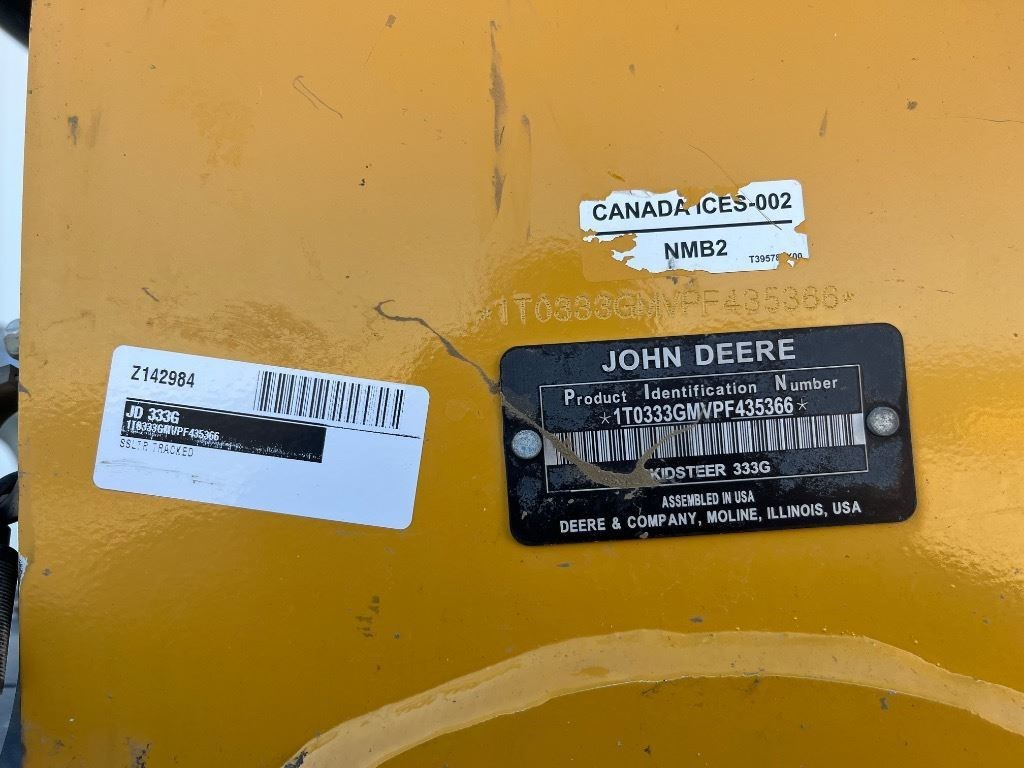 CANADA ICES-002
NMB2
*1T0333GMVPF435366*
JOHN DEERE
Product Identification Number
*1T0333GMVPF435366*
KIDSTEER 333G
ASSEMBLED IN USA
DEERE & COMPANY, MOLINE, ILLINOIS, USA
Z142984
JD 333G
1T0333GMVPF435366
SSLTR TRACKED